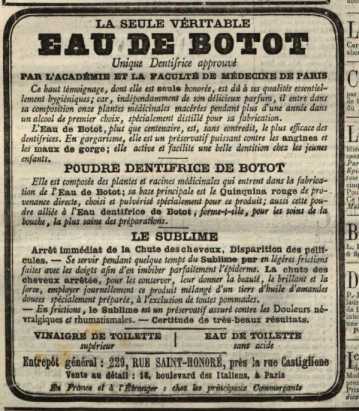 LA SEULE VÉRITABLE
EAU DE BOTOT
Unique Dentifrice approuvé
PAR L'ACADÉMIE ET LA FACULTÉ DE MÉDECINE DE PARIS
Ce haut témoignage, dont elle est seule honorée, est dû à ses qualités essentiel-
lement hygiéniques; car, indépendamment de son délicieux parfum, il entre dans
sa composition onze plantes médicinales macérées pendant plus d'une année dans
un alcool de premier choix, spécialement distillé pour sa fabrication.
L'Eau de Botot, plus que centenaire, est, sans contredit, le plus efficace des
dentifrices. En gargarisme, elle est un préservatif puissant contre les angines et
les maux de gorge; elle active et facilite une belle dentition chez les jeunes
enfants.
POUDRE DENTIFRICE DE BOTOT
Elle est composée des plantes et racines médicinales qui entrent dans la fabrica-
tion de l'Eau de Botot; sa base principale est le Quinquina rouge de pro-
venance directe, choisi et pulvérisé spécialement pour ce produit; aussi cette pou-
dre alliée à l'Eau dentifrice de Botot, forme-t-elle, pour les soins de la
bouche, la plus saine des préparations.
LE SUBLIME
Arrêt immédiat de la Chute des cheveux, Disparition des pelli-
cules. — Se servir pendant quelque temps du Sublime pur en légères frictions
faites avec les doigts afin d'en imbiber parfaitement l'épiderme. La chute des
cheveux arrêtée, pour les conserver, leur donner la beauté, le brillant et la
force, employer journellement ce produit mélangé d'un tiers d'huile d'amandes
douces spécialement préparée, à l'exclusion de toutes pommades.
— En frictions, le Sublime est un préservatif assuré contre les Douleurs né-
vralgiques et rhumatismales. — Certitude de très-beaux résultats.
VINAIGRE DE TOILETTE
supérieur
EAU DE TOILETTE
sans acide
Entrepôt général : 229, RUE SAINT-HONORÉ, près la rue Castiglione
Vente au détail : 18, boulevard des Italiens, à Paris
En France et à l'Étranger : chez les principaux Commerçants